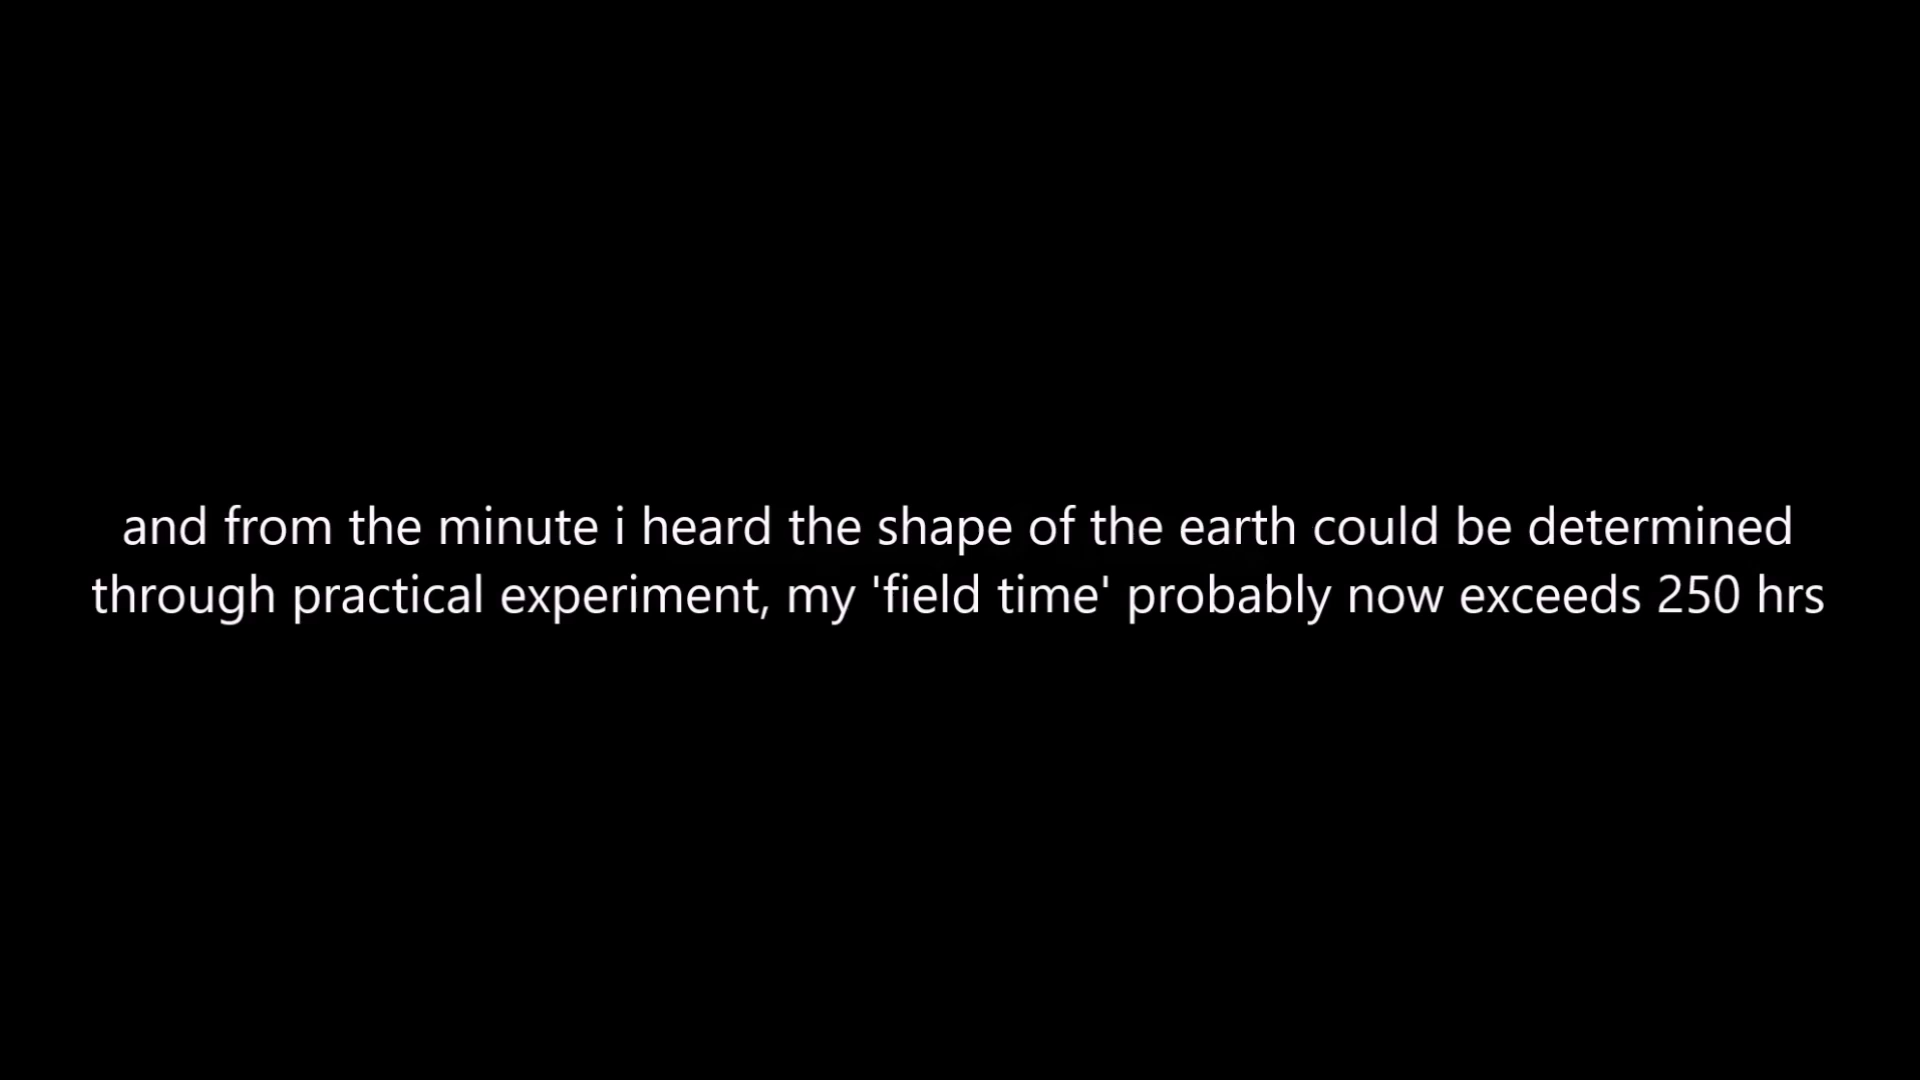 and from the minute i heard the shape of the earth could be determined
through practical experiment, my 'field time' probably now exceeds 250 hrs